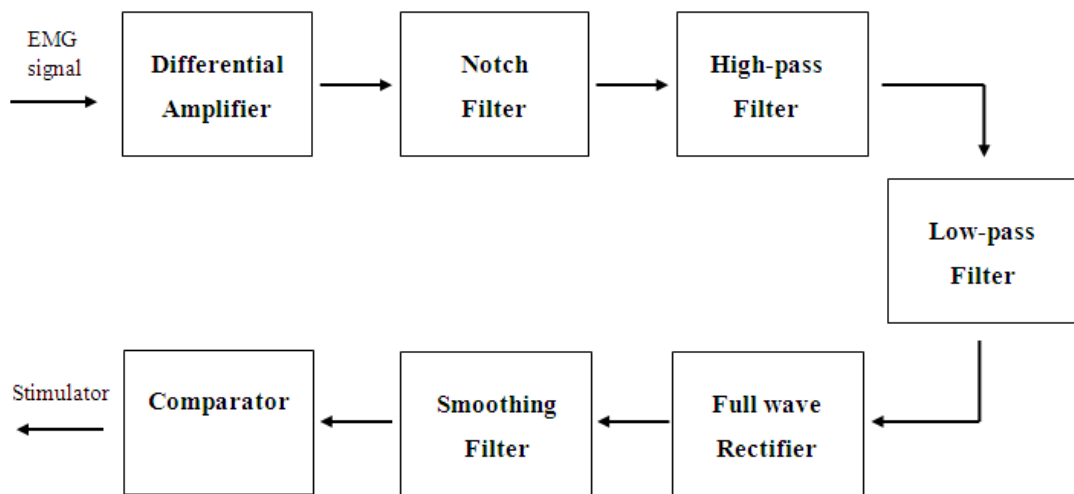 EMG
signal
Differential
Amplifier
Notch
Filter
High-pass
Filter
Low-pass
Filter
Full wave
Rectifier
Smoothing
Filter
Comparator
Stimulator